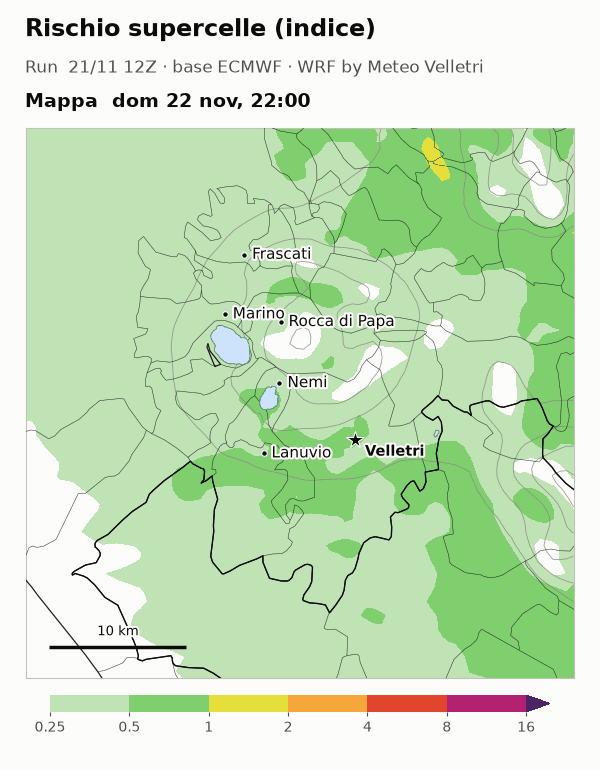 Rischio supercelle (indice)
Run  21/11 12Z · base ECMWF · WRF by Meteo Velletri
Mappa  dom 22 nov, 22:00
Frascati
Marino
Rocca di Papa
Nemi
Velletri
Lanuvio
10 km
0.25 0.5 1 2 4 8 16